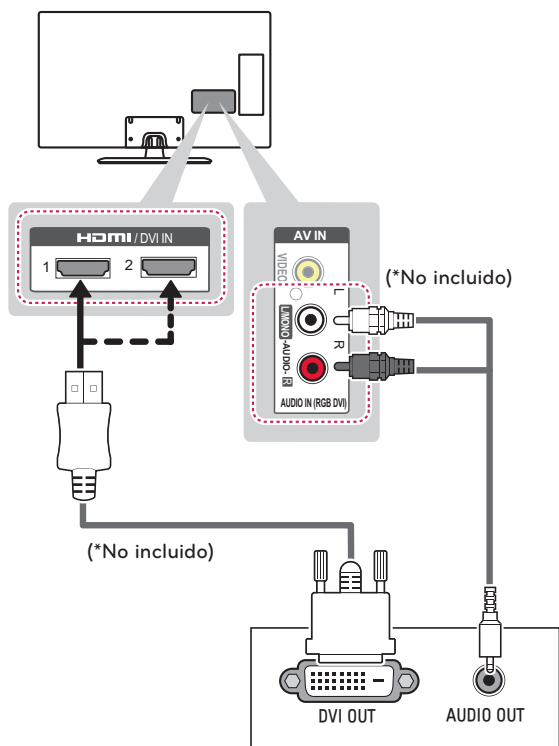 HDMI / DVI IN
1
2
AV IN
VIDEO
L/MONO
-AUDIO-
R
L
R
AUDIO IN (RGB DVI)
(*No incluido)
(*No incluido)
DVI OUT
AUDIO OUT